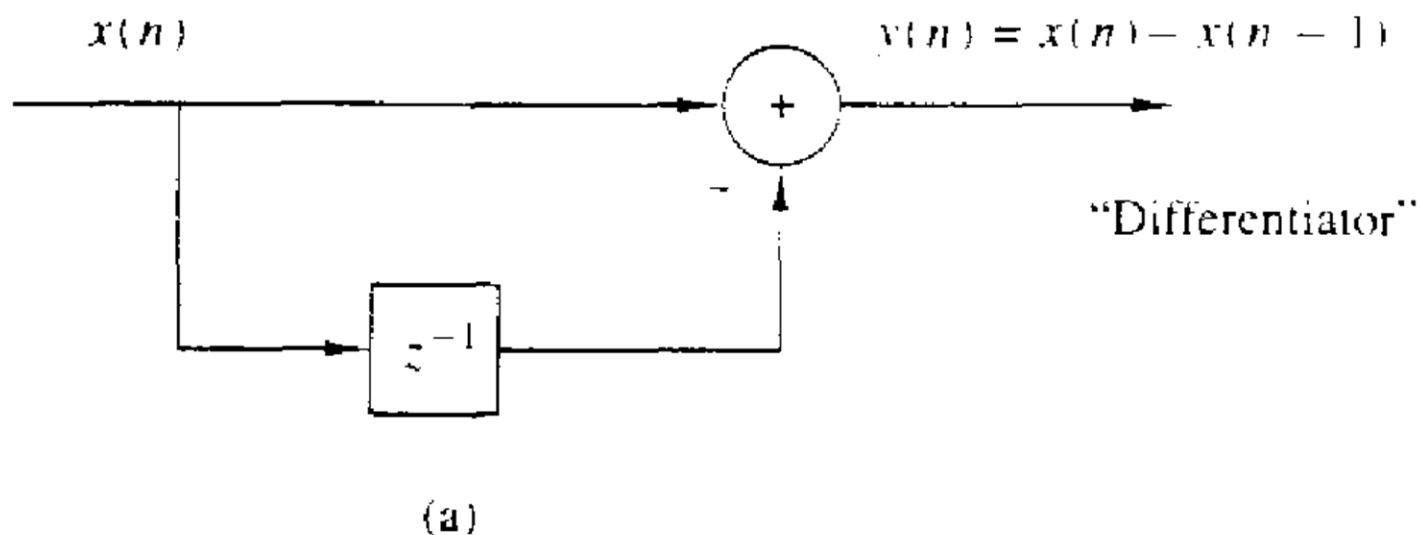 x(n)
y(n) = x(n) − x(n − 1)
+
−
“Differentiator”
z⁻¹
(a)